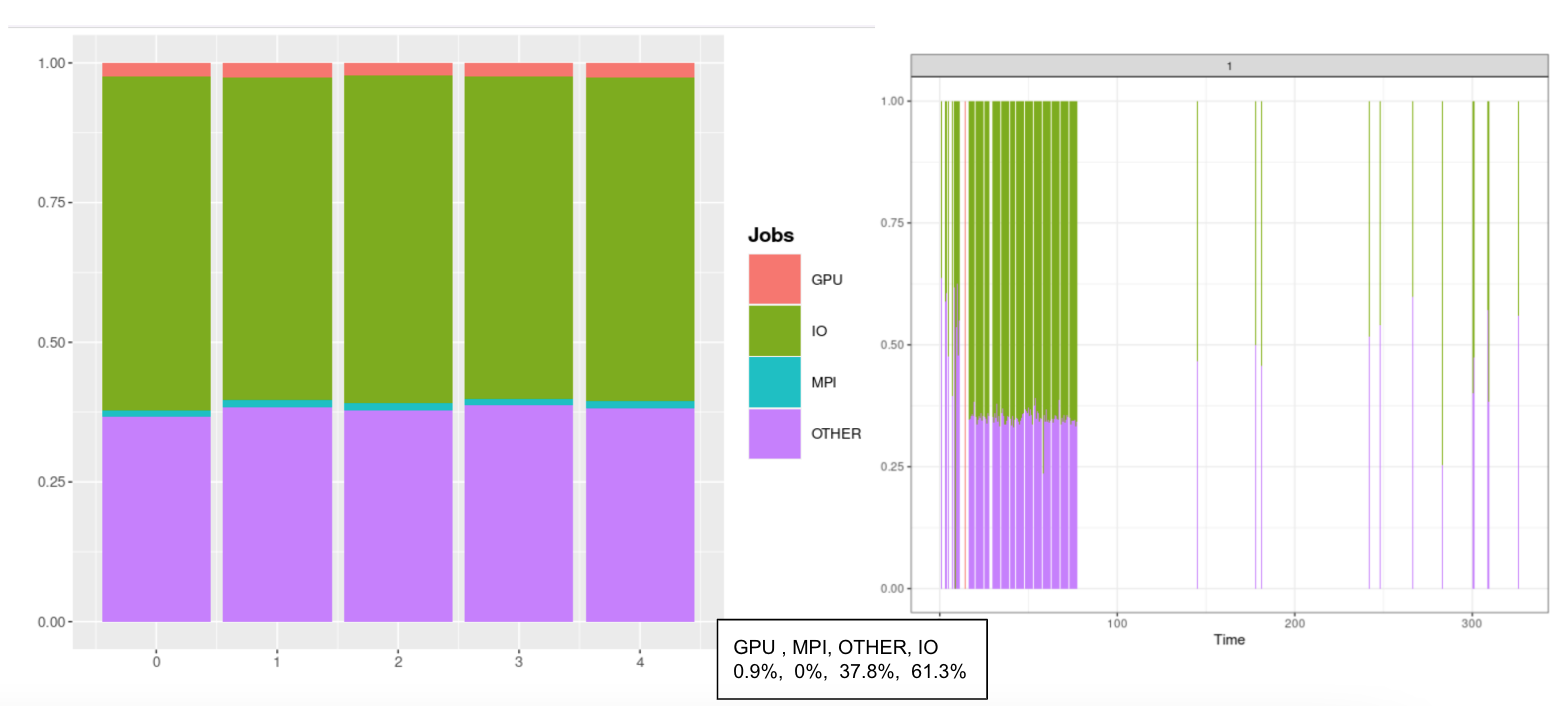 1.00
0.75
0.50
0.25
0.00
0 1 2 3 4
Jobs
GPU
IO
MPI
OTHER
1
1.00
0.75
0.50
0.25
0.00
100 200 300
Time
GPU , MPI, OTHER, IO
0.9%, 0%, 37.8%, 61.3%